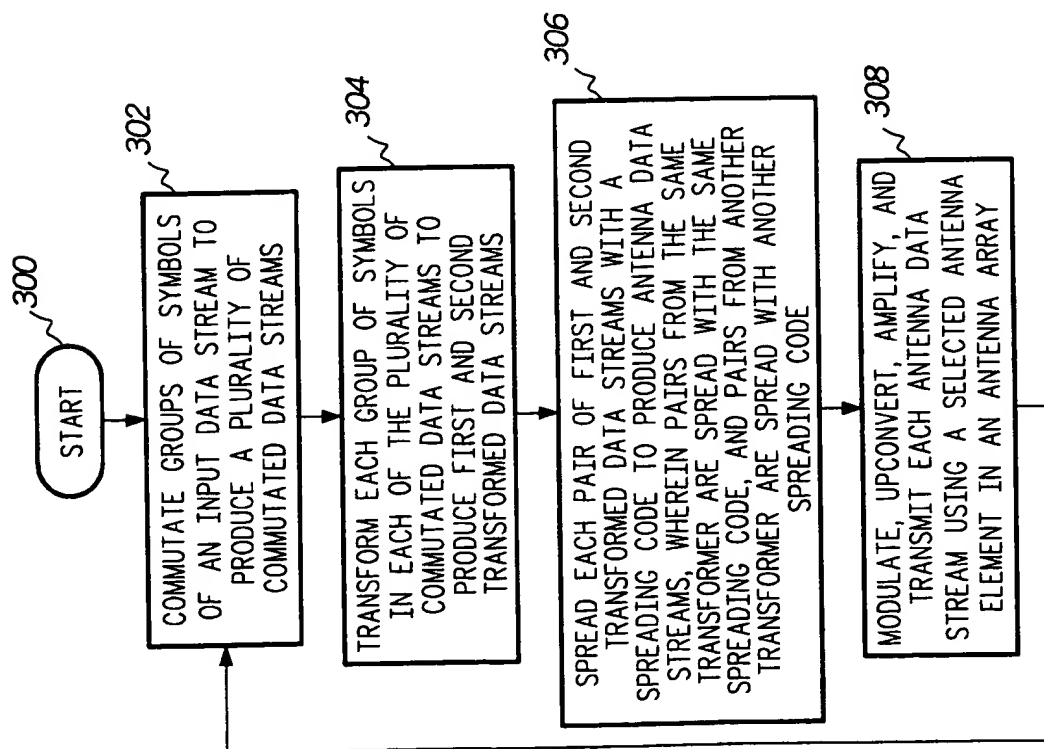 300
START
302
COMMUTATE GROUPS OF SYMBOLS
OF AN INPUT DATA STREAM TO
PRODUCE A PLURALITY OF
COMMUTATED DATA STREAMS
304
TRANSFORM EACH GROUP OF SYMBOLS
IN EACH OF THE PLURALITY OF
COMMUTATED DATA STREAMS TO
PRODUCE FIRST AND SECOND
TRANSFORMED DATA STREAMS
306
SPREAD EACH PAIR OF FIRST AND SECOND
TRANSFORMED DATA STREAMS WITH A
SPREADING CODE TO PRODUCE ANTENNA DATA
STREAMS, WHEREIN PAIRS FROM THE SAME
TRANSFORMER ARE SPREAD WITH THE SAME
SPREADING CODE, AND PAIRS FROM ANOTHER
TRANSFORMER ARE SPREAD WITH ANOTHER
SPREADING CODE
308
MODULATE, UPCONVERT, AMPLIFY, AND
TRANSMIT EACH ANTENNA DATA
STREAM USING A SELECTED ANTENNA
ELEMENT IN AN ANTENNA ARRAY